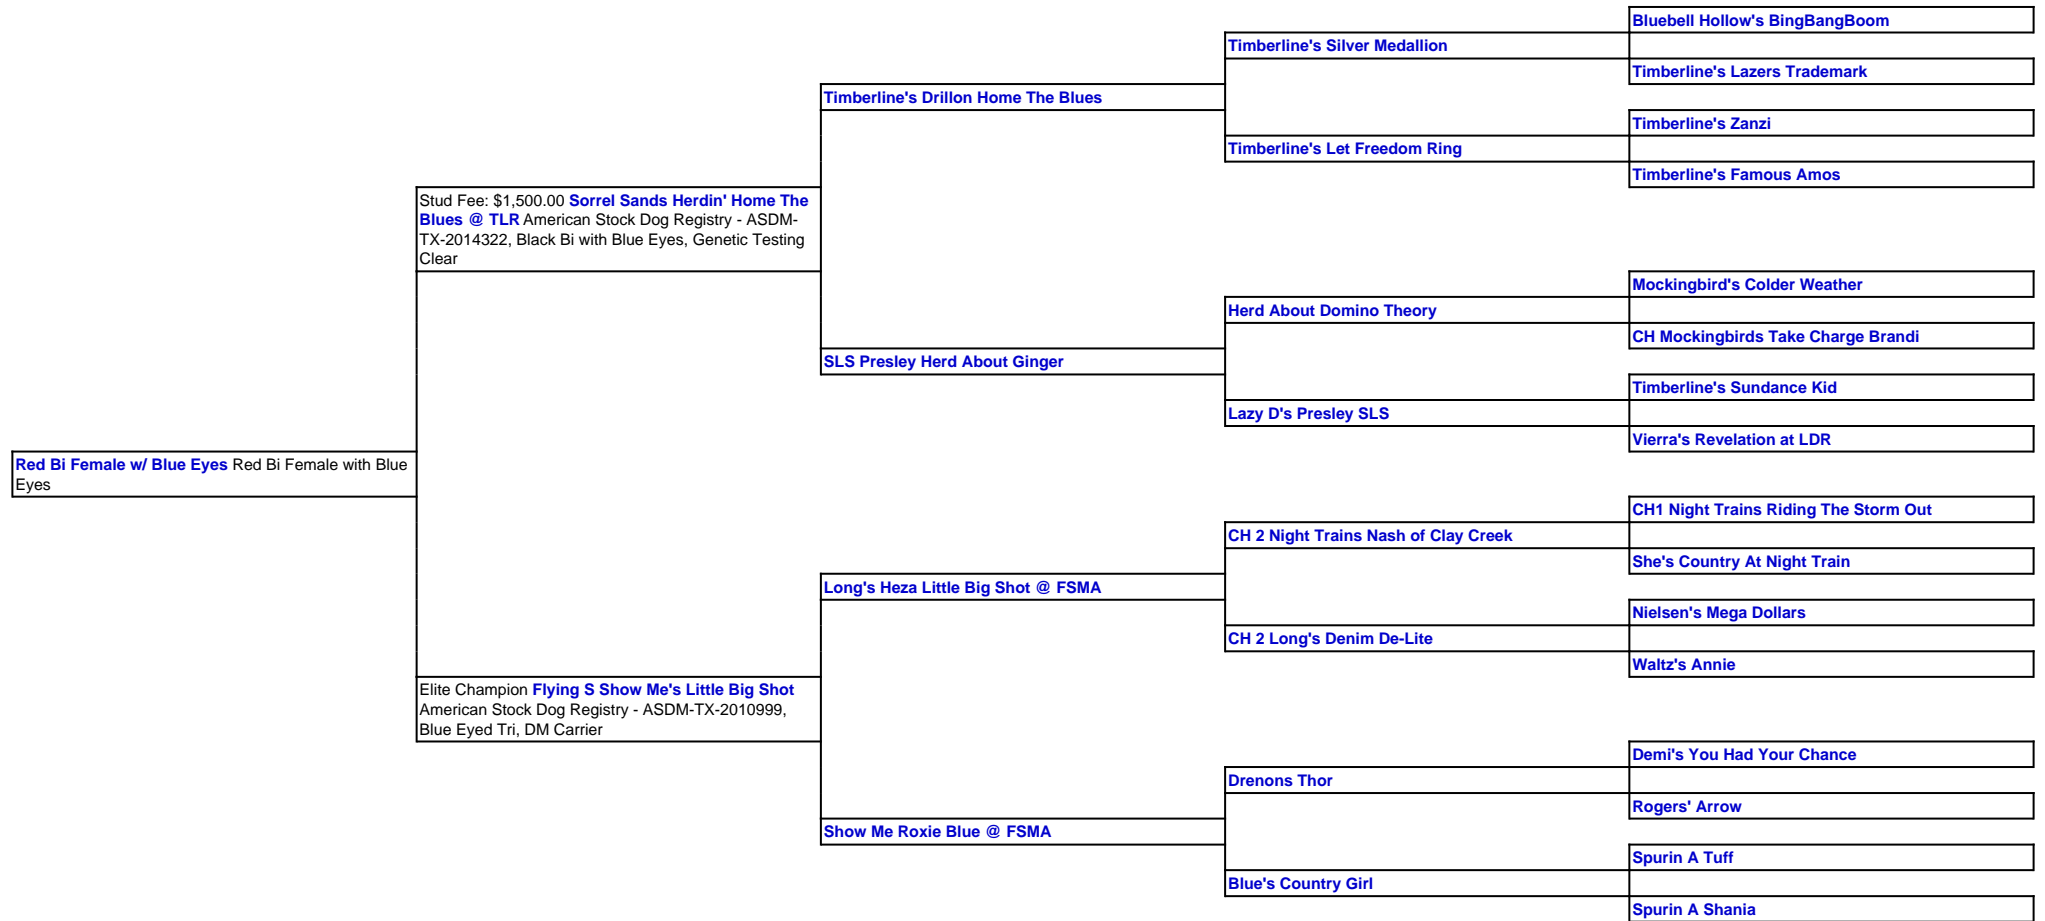 Bluebell Hollow's BingBangBoom
Timberline's Silver Medallion
Timberline's Lazers Trademark
Timberline's Drillon Home The Blues
Timberline's Zanzi
Timberline's Let Freedom Ring
Timberline's Famous Amos
Stud Fee: $1,500.00 Sorrel Sands Herdin' Home The
Blues @ TLR American Stock Dog Registry - ASDM-
TX-2014322, Black Bi with Blue Eyes, Genetic Testing
Clear
Mockingbird's Colder Weather
Herd About Domino Theory
CH Mockingbirds Take Charge Brandi
SLS Presley Herd About Ginger
Timberline's Sundance Kid
Lazy D's Presley SLS
Vierra's Revelation at LDR
Red Bi Female w/ Blue Eyes Red Bi Female with Blue
Eyes
CH1 Night Trains Riding The Storm Out
CH 2 Night Trains Nash of Clay Creek
She's Country At Night Train
Long's Heza Little Big Shot @ FSMA
Nielsen's Mega Dollars
CH 2 Long's Denim De-Lite
Waltz's Annie
Elite Champion Flying S Show Me's Little Big Shot
American Stock Dog Registry - ASDM-TX-2010999,
Blue Eyed Tri, DM Carrier
Demi's You Had Your Chance
Drenons Thor
Rogers' Arrow
Show Me Roxie Blue @ FSMA
Spurin A Tuff
Blue's Country Girl
Spurin A Shania